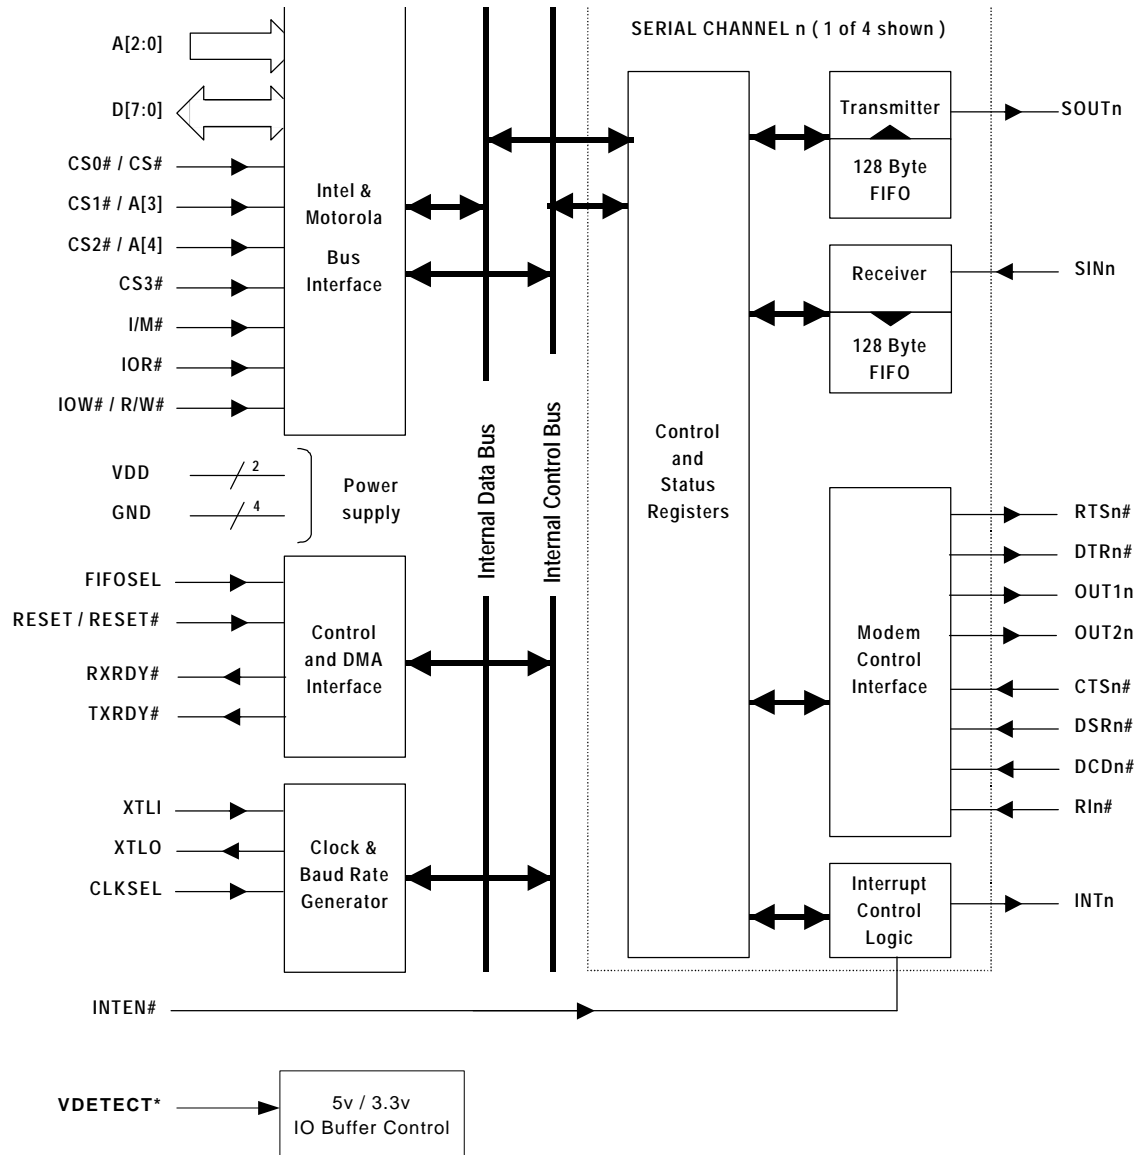 SERIAL CHANNEL n ( 1 of 4 shown )
A[2:0]
D[7:0]
CS0# / CS#
CS1# / A[3]
CS2# / A[4]
CS3#
I/M#
IOR#
IOW# / R/W#
Intel &
Motorola
Bus
Interface
VDD
2
GND
4
Power
supply
FIFOSEL
RESET / RESET#
RXRDY#
TXRDY#
Control
and DMA
Interface
XTLI
XTLO
CLKSEL
Clock &
Baud Rate
Generator
Internal Data Bus
Internal Control Bus
Control
and
Status
Registers
Transmitter
128 Byte
FIFO
SOUTn
Receiver
128 Byte
FIFO
SINn
Modem
Control
Interface
RTSn#
DTRn#
OUT1n
OUT2n
CTSn#
DSRn#
DCDn#
RIn#
Interrupt
Control
Logic
INTn
INTEN#
VDETECT*
5v / 3.3v
IO Buffer Control